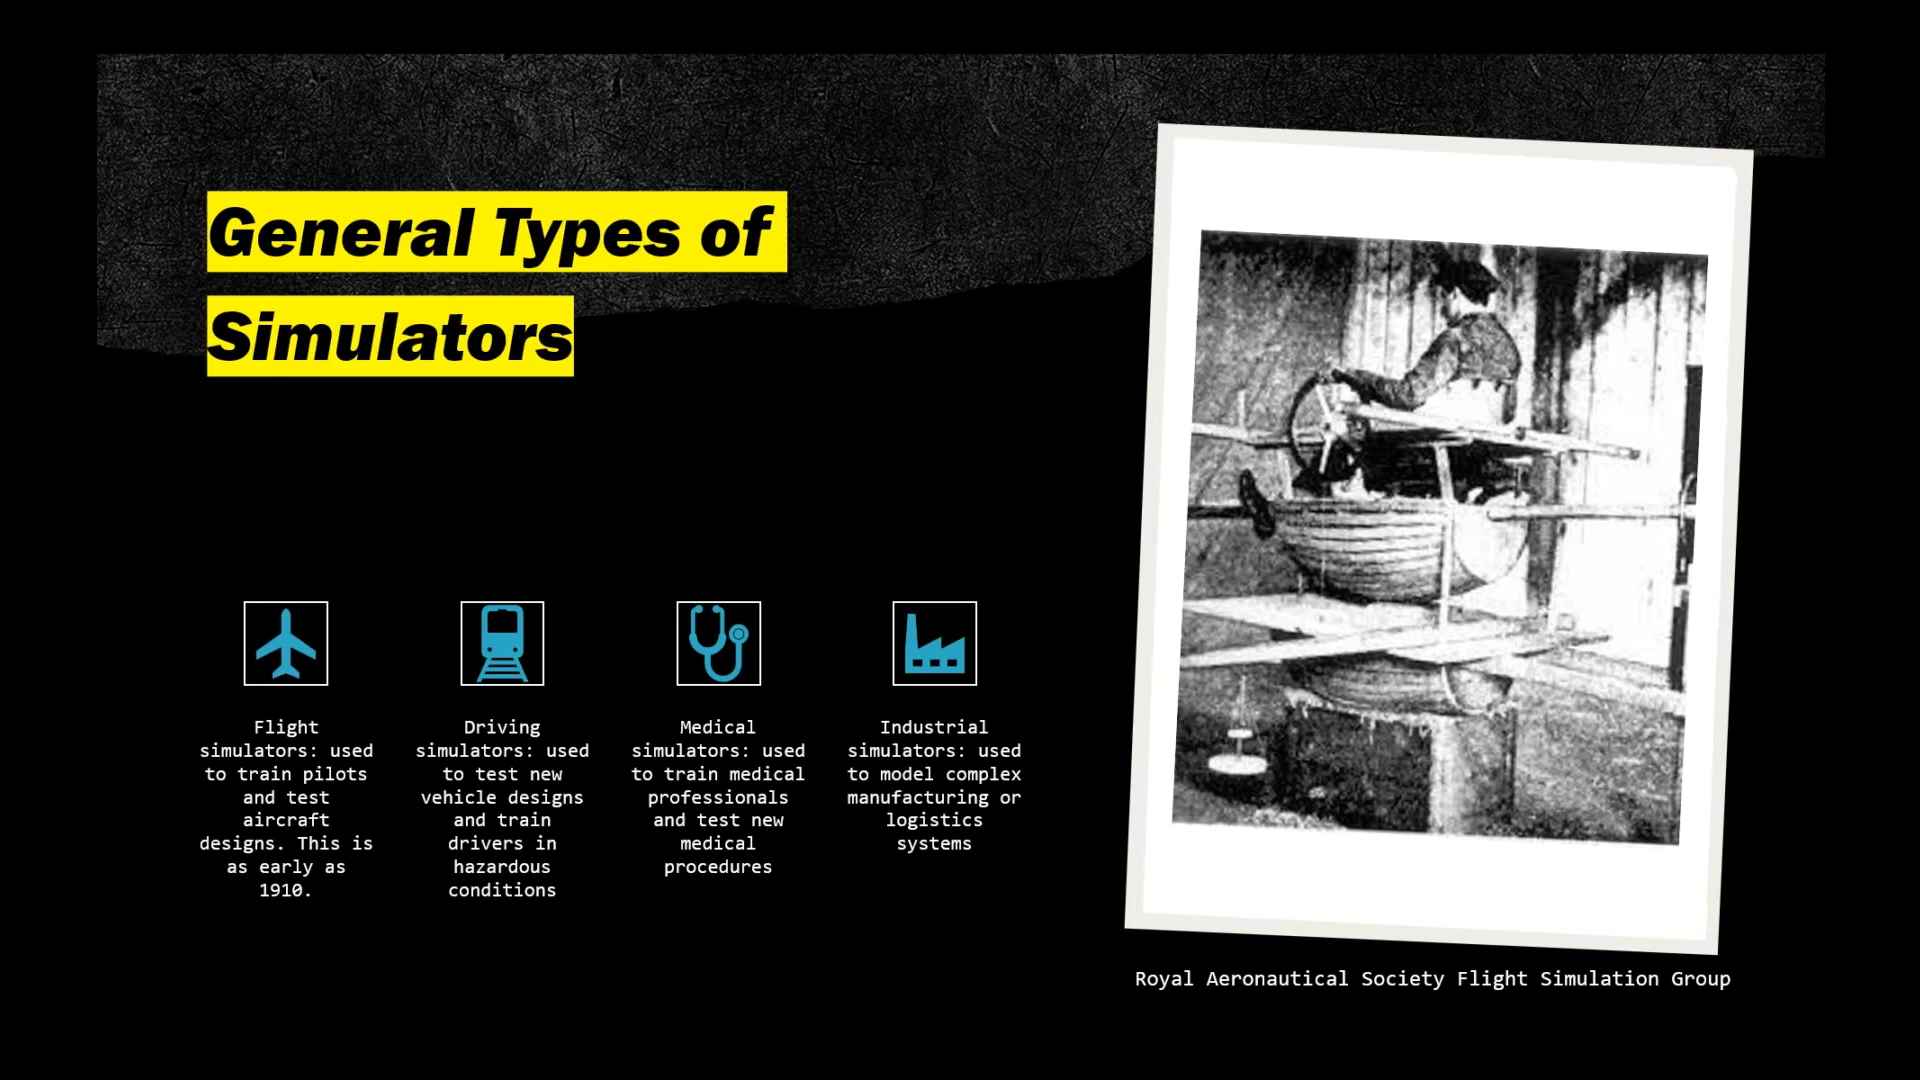 General Types of
Simulators
Flight
simulators: used
to train pilots
and test
aircraft
designs. This is
as early as
1910.
Driving
simulators: used
to test new
vehicle designs
and train
drivers in
hazardous
conditions
Medical
simulators: used
to train medical
professionals
and test new
medical
procedures
Industrial
simulators: used
to model complex
manufacturing or
logistics
systems
Royal Aeronautical Society Flight Simulation Group